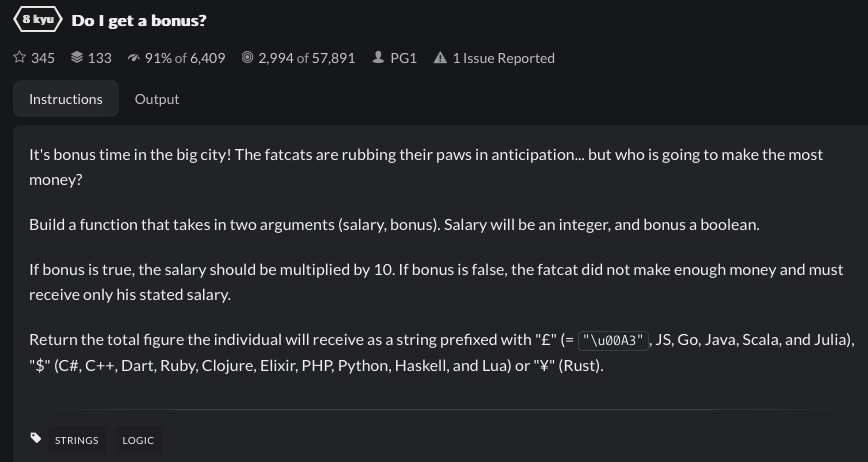 8 kyu Do I get a bonus?
345 133 91% of 6,409 2,994 of 57,891 PG1 1 Issue Reported
Instructions Output
It's bonus time in the big city! The fatcats are rubbing their paws in anticipation... but who is going to make the most
money?
Build a function that takes in two arguments (salary, bonus). Salary will be an integer, and bonus a boolean.
If bonus is true, the salary should be multiplied by 10. If bonus is false, the fatcat did not make enough money and must
receive only his stated salary.
Return the total figure the individual will receive as a string prefixed with "£" (= "\u00A3", JS, Go, Java, Scala, and Julia),
"$" (C#, C++, Dart, Ruby, Clojure, Elixir, PHP, Python, Haskell, and Lua) or "¥" (Rust).
STRINGS LOGIC